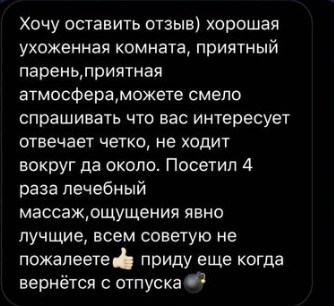 Хочу оставить отзыв) хорошая
ухоженная комната, приятный
парень,приятная
атмосфера,можете смело
спрашивать что вас интересует
отвечает четко, не ходит
вокруг да около. Посетил 4
раза лечебный
массаж,ощущения явно
лучщие, всем советую не
пожалеете👍🏻 приду еще когда
вернётся с отпуска💣